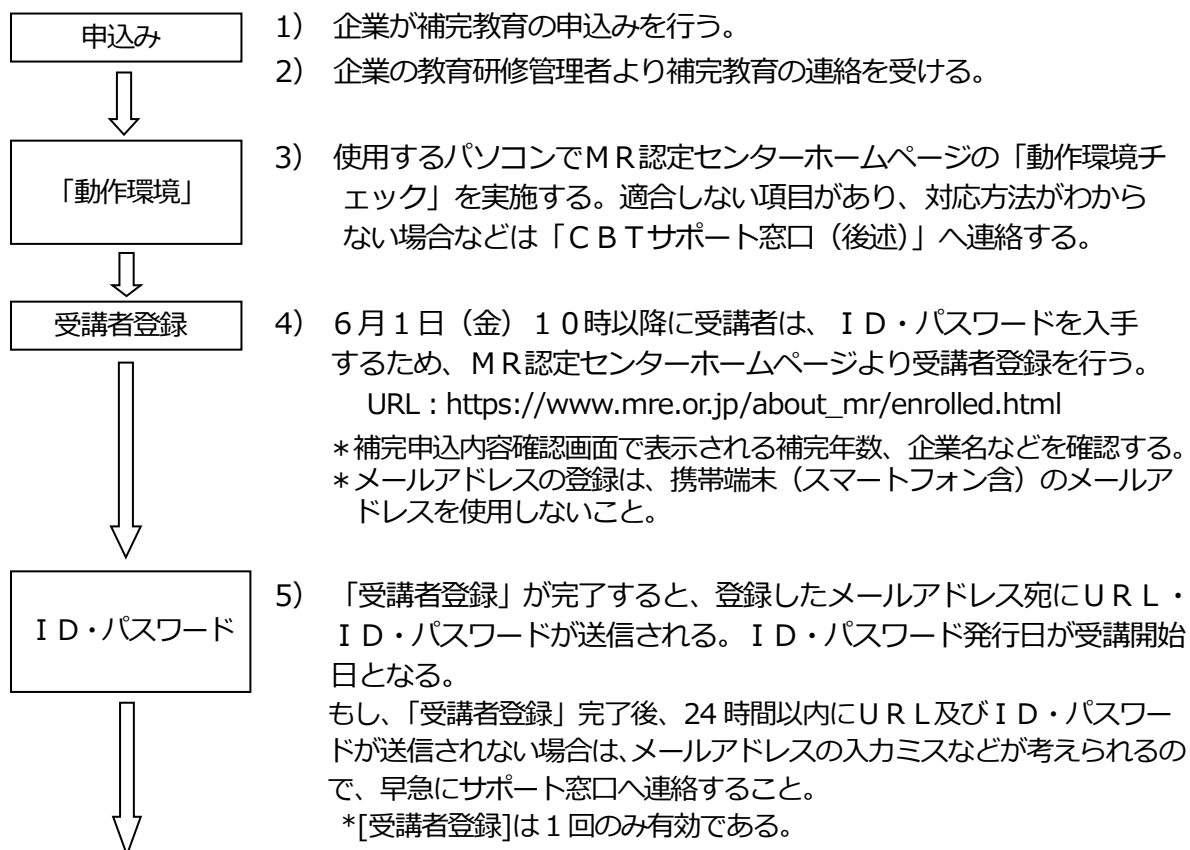 申込み
1） 企業が補完教育の申込みを行う。
2） 企業の教育研修管理者より補完教育の連絡を受ける。
「動作環境」
3） 使用するパソコンでＭＲ認定センターホームページの「動作環境チ
ェック」を実施する。適合しない項目があり、対応方法がわから
ない場合などは「ＣＢＴサポート窓口（後述）」へ連絡する。
受講者登録
4） ６月１日（金）１０時以降に受講者は、ＩＤ・パスワードを入手
するため、ＭＲ認定センターホームページより受講者登録を行う。
URL：https://www.mre.or.jp/about_mr/enrolled.html
＊補完申込内容確認画面で表示される補完年数、企業名などを確認する。
＊メールアドレスの登録は、携帯端末（スマートフォン含）のメールア
ドレスを使用しないこと。
ＩＤ・パスワード
5） 「受講者登録」が完了すると、登録したメールアドレス宛にＵＲＬ・
ＩＤ・パスワードが送信される。ＩＤ・パスワード発行日が受講開始
日となる。
もし、「受講者登録」完了後、24 時間以内にＵＲＬ及びＩＤ・パスワー
ドが送信されない場合は、メールアドレスの入力ミスなどが考えられるの
で、早急にサポート窓口へ連絡すること。
*[受講者登録]は１回のみ有効である。